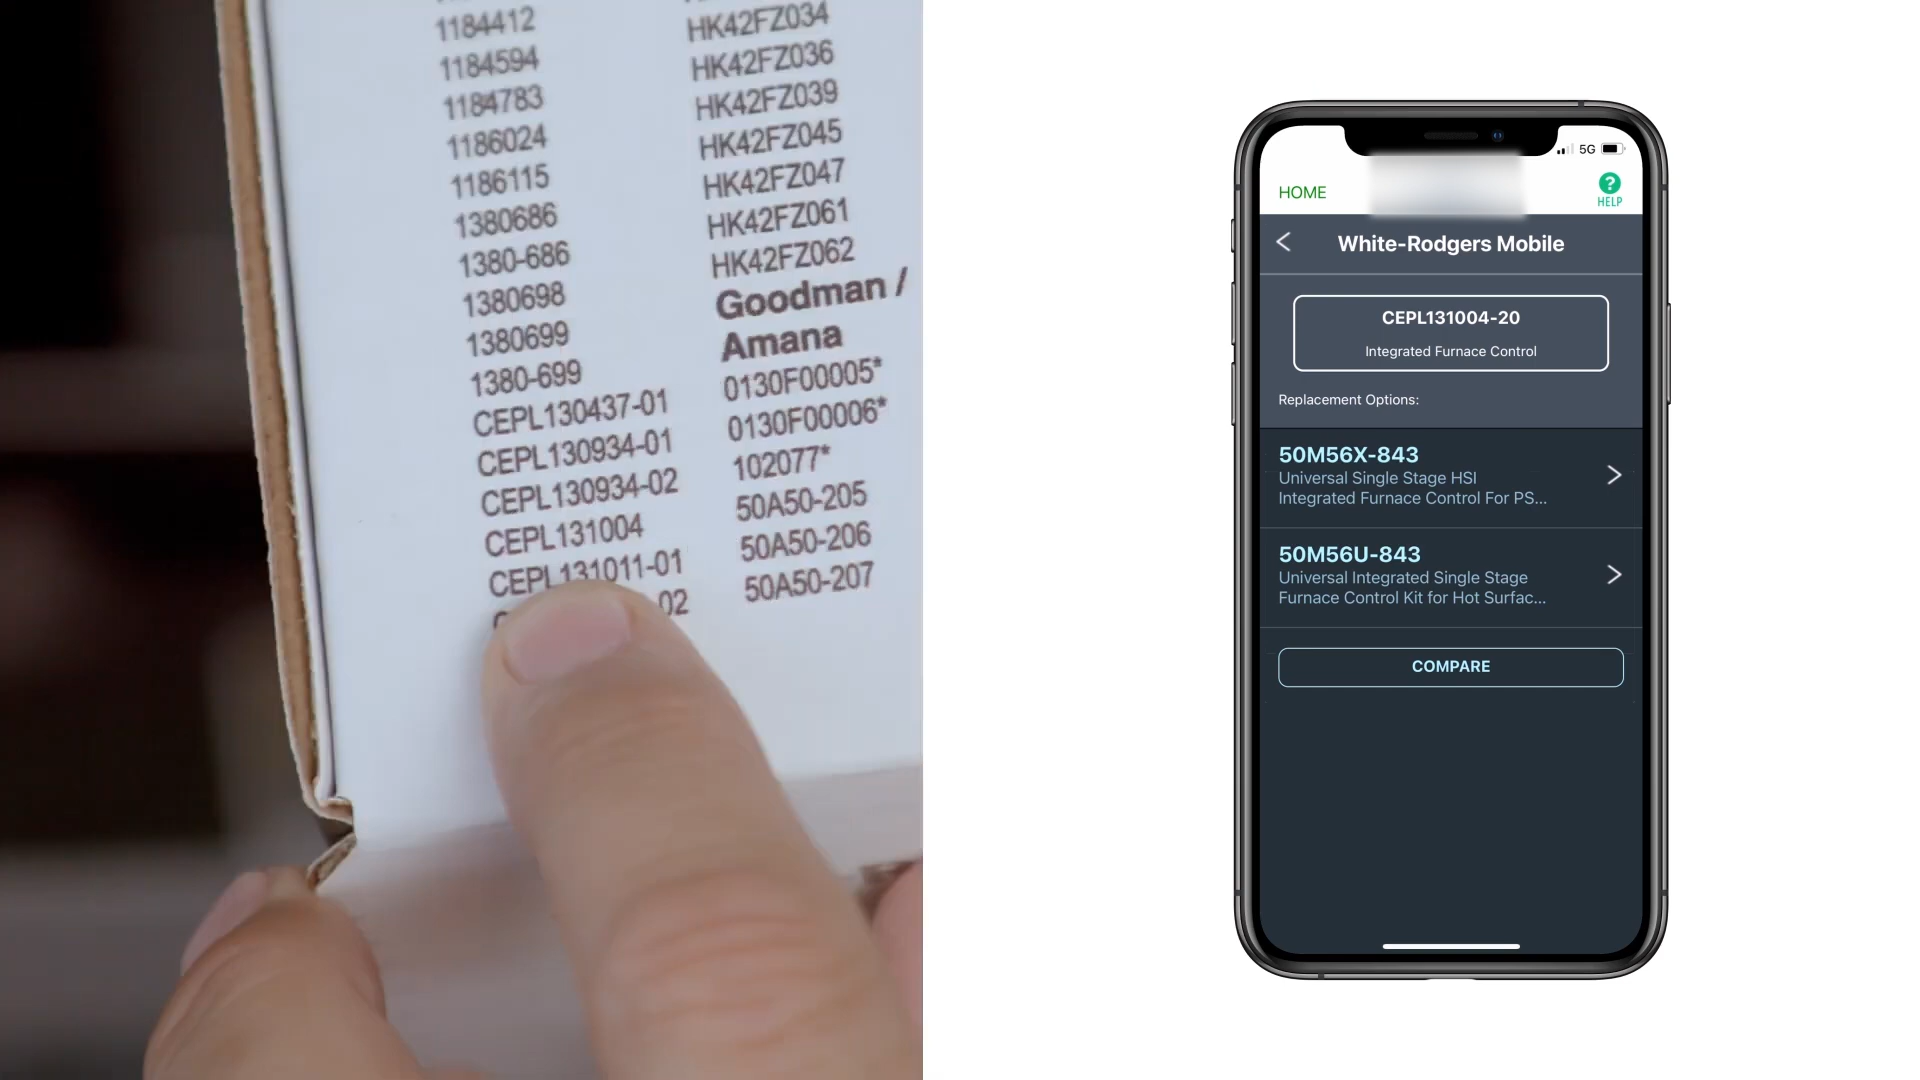 1184412
1184594
1184783
1186024
1186115
1380686
1380-686
1380698
1380699
1380-699
CEPL130437-01
CEPL130934-01
CEPL130934-02
CEPL131004
CEPL131011-01
02
HK42FZ034
HK42FZ036
HK42FZ039
HK42FZ045
HK42FZ047
HK42FZ061
HK42FZ062
Goodman /
Amana
0130F00005*
0130F00006*
102077*
50A50-205
50A50-206
50A50-207
5G
HOME
?
HELP
White-Rodgers Mobile
CEPL131004-20
Integrated Furnace Control
Replacement Options:
50M56X-843
Universal Single Stage HSI
Integrated Furnace Control For PS...
50M56U-843
Universal Integrated Single Stage
Furnace Control Kit for Hot Surfac...
COMPARE